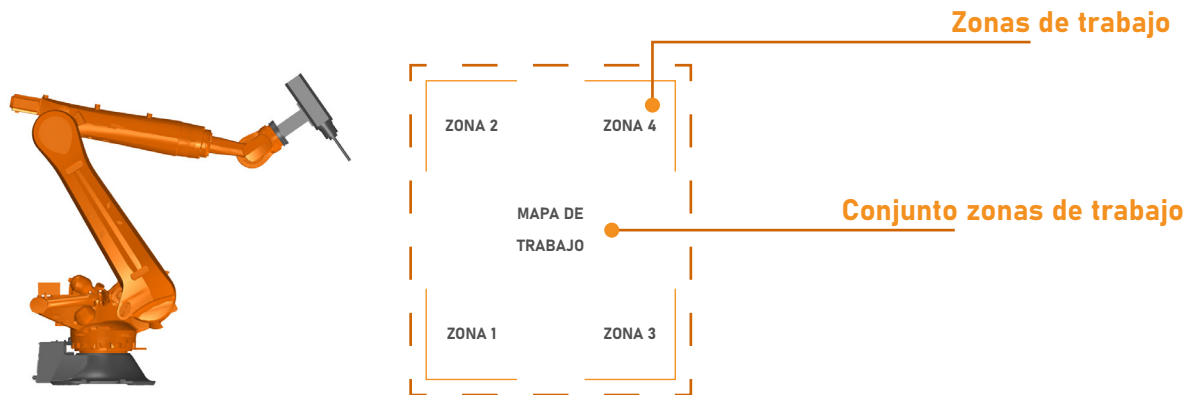 Zonas de trabajo
ZONA 2
ZONA 4
MAPA DE
TRABAJO
Conjunto zonas de trabajo
ZONA 1
ZONA 3